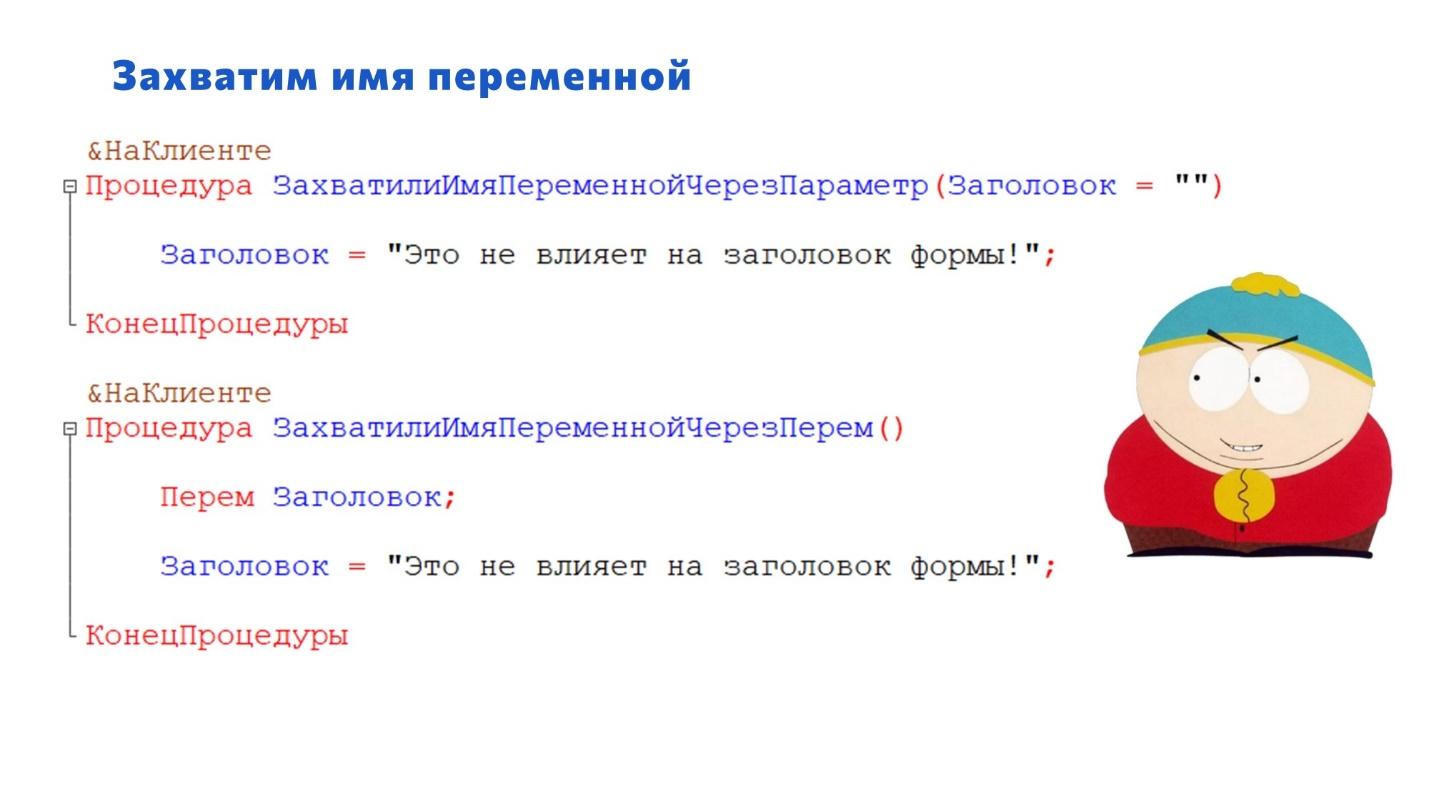 Захватим имя переменной
&НаКлиенте
Процедура ЗахватилиИмяПеременнойЧерезПараметр(Заголовок = "")
Заголовок = "Это не влияет на заголовок формы!";
КонецПроцедуры
&НаКлиенте
Процедура ЗахватилиИмяПеременнойЧерезПерем()
Перем Заголовок;
Заголовок = "Это не влияет на заголовок формы!";
КонецПроцедуры